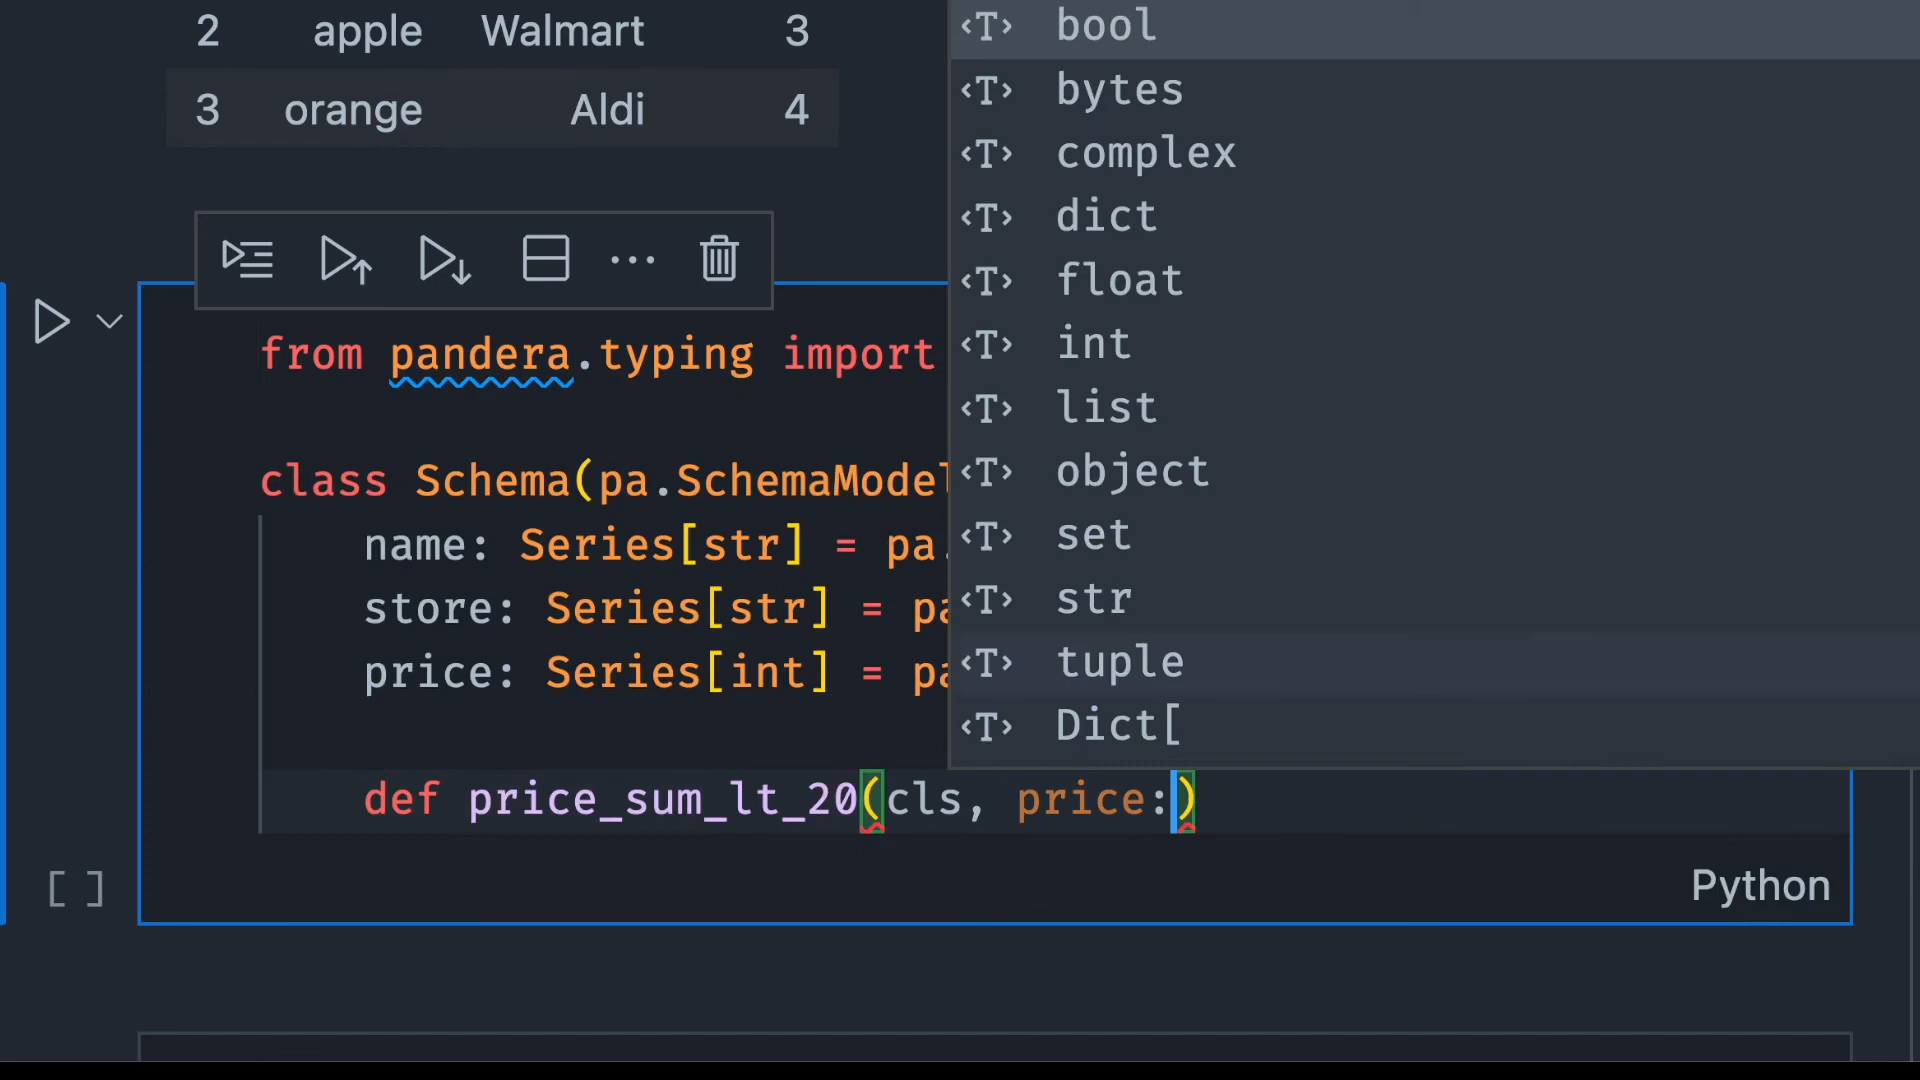 2 apple Walmart 3
3 orange Aldi 4
from pandera.typing import
class Schema(pa.SchemaModel
name: Series[str] = pa.
store: Series[str] = pa
price: Series[int] = pa
def price_sum_lt_20(cls, price:)
[ ]
Python
<T> bool
<T> bytes
<T> complex
<T> dict
<T> float
<T> int
<T> list
<T> object
<T> set
<T> str
<T> tuple
<T> Dict[